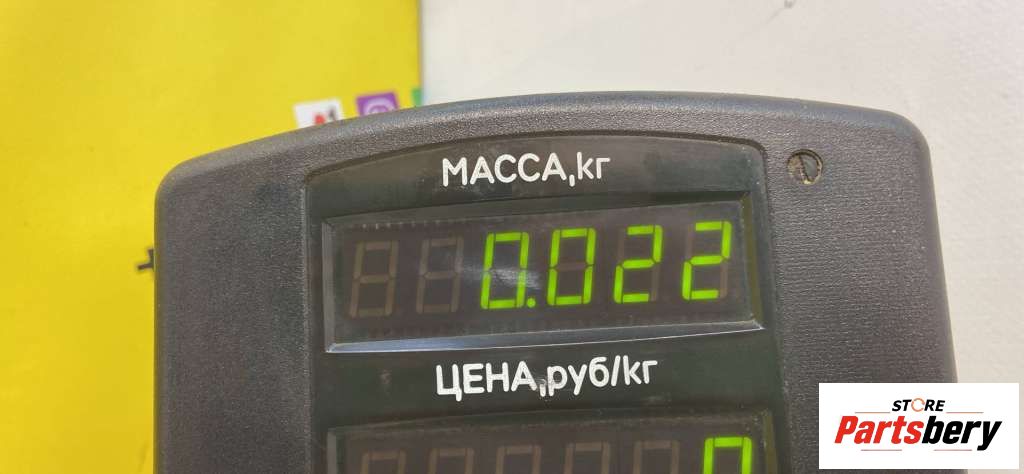 МАССА,кг
0.022
ЦЕНА,руб/кг
0
STORE
Partsbery